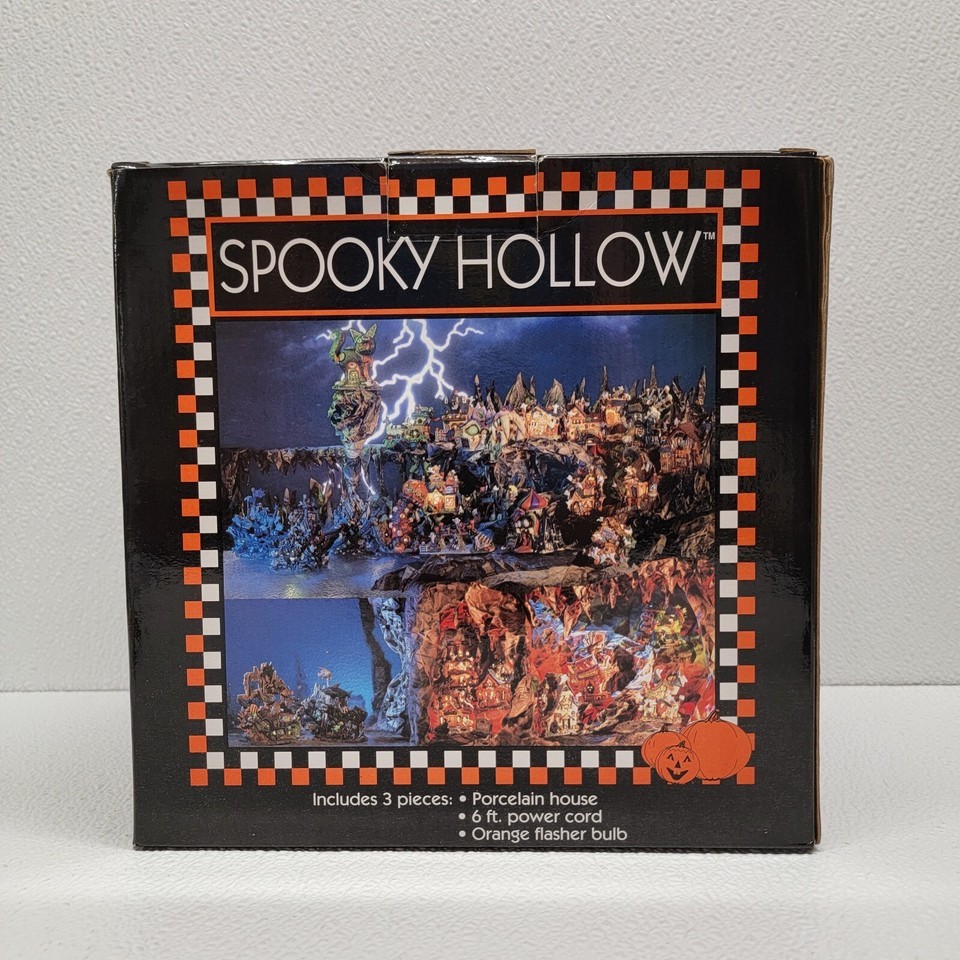 SPOOKY HOLLOW™
Includes 3 pieces: • Porcelain house
• 6 ft. power cord
• Orange flasher bulb